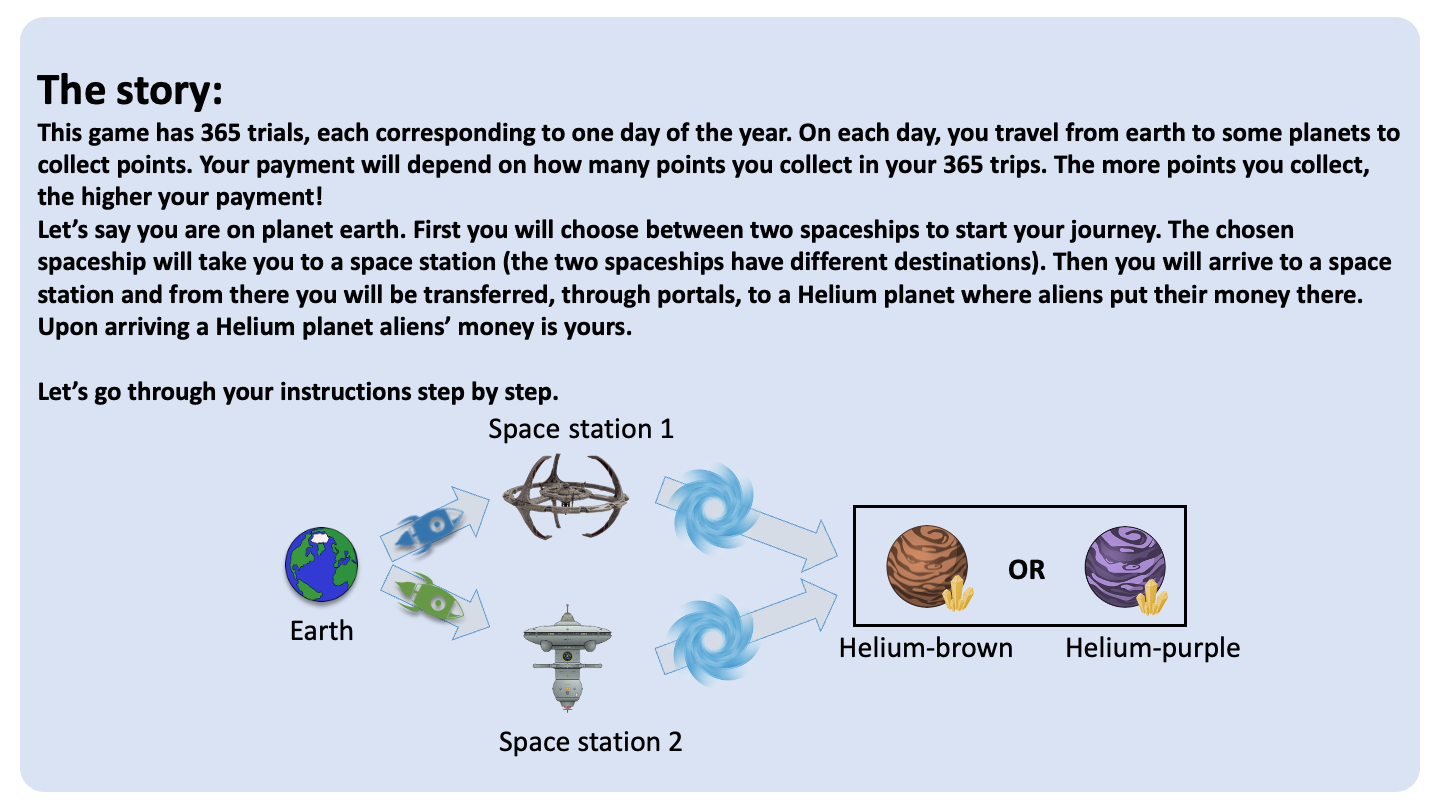 The story:
This game has 365 trials, each corresponding to one day of the year. On each day, you travel from earth to some planets to
collect points. Your payment will depend on how many points you collect in your 365 trips. The more points you collect,
the higher your payment!
Let’s say you are on planet earth. First you will choose between two spaceships to start your journey. The chosen
spaceship will take you to a space station (the two spaceships have different destinations). Then you will arrive to a space
station and from there you will be transferred, through portals, to a Helium planet where aliens put their money there.
Upon arriving a Helium planet aliens’ money is yours.
Let’s go through your instructions step by step.
Space station 1
OR
Earth
Helium-brown
Helium-purple
Space station 2